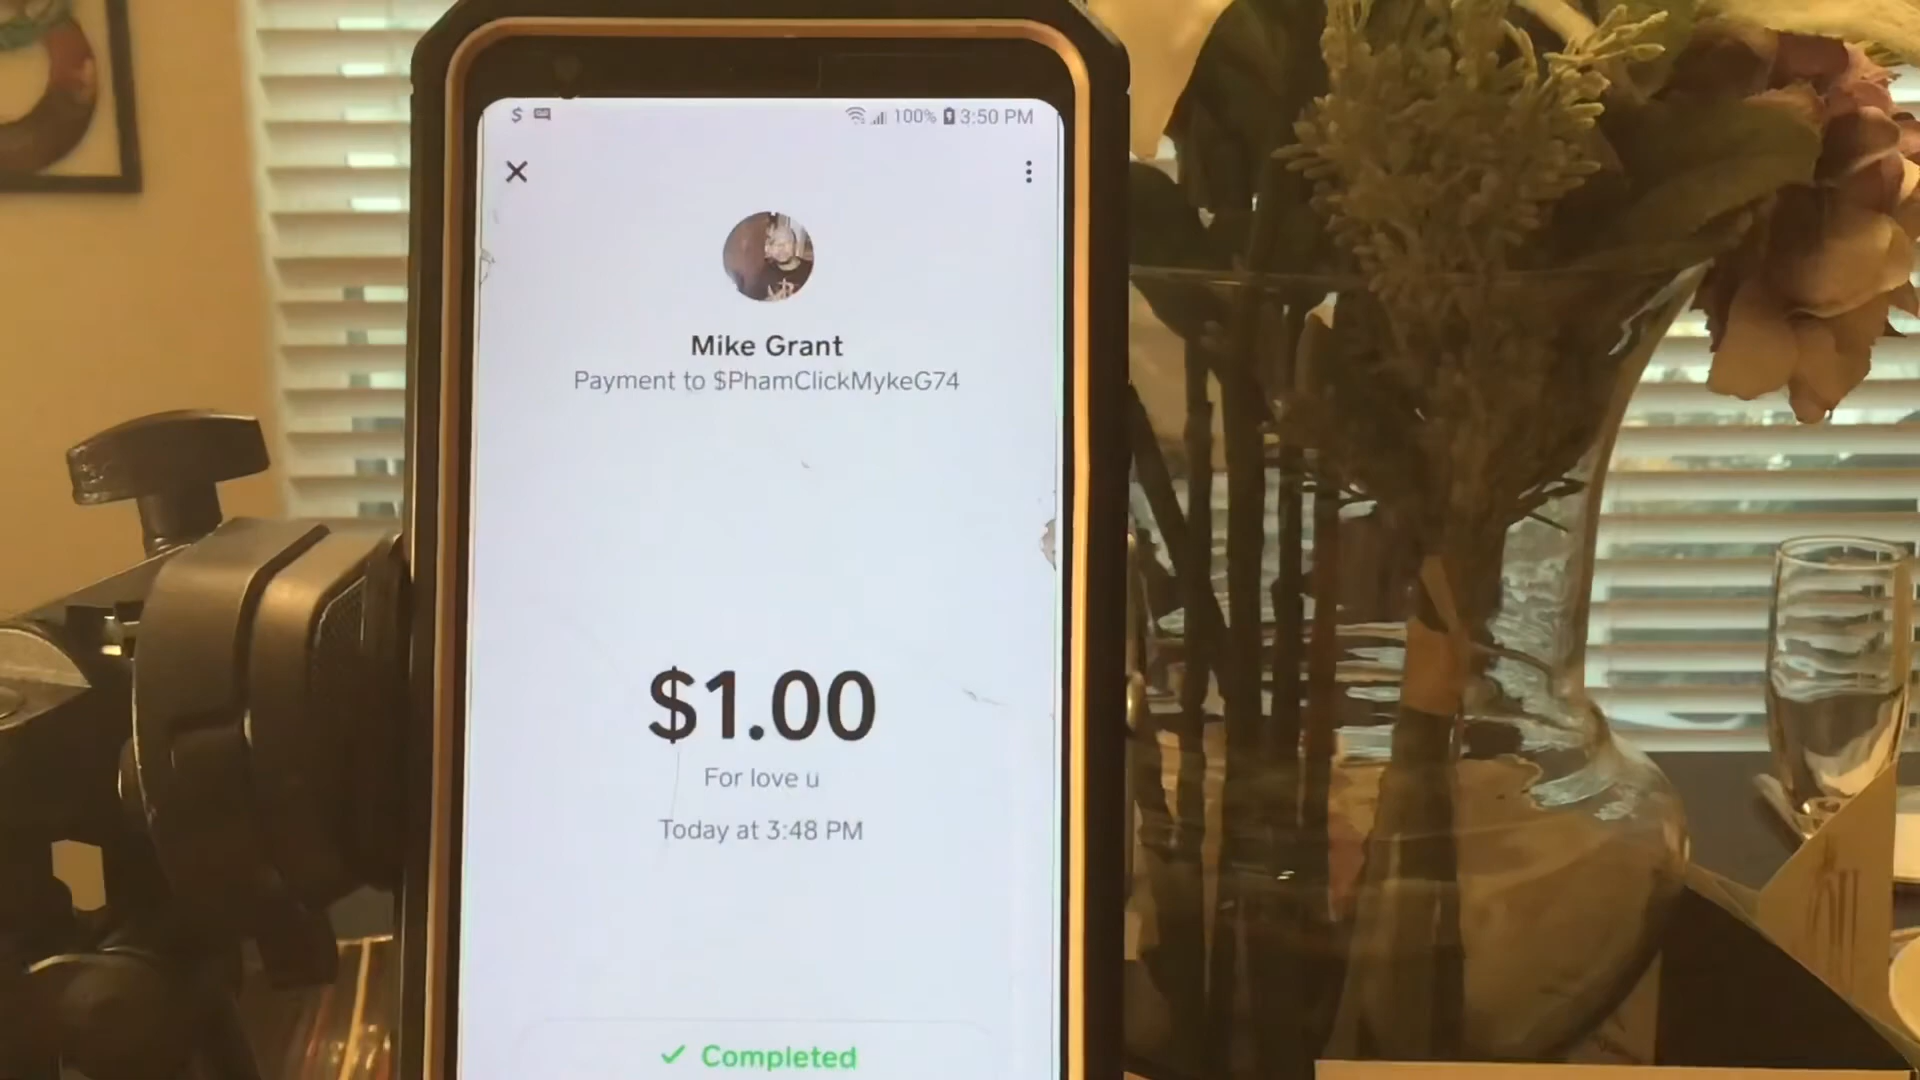 $ 100% 3:50 PM
Mike Grant
Payment to $PhamClickMykeG74
$1.00
For love u
Today at 3:48 PM
Completed